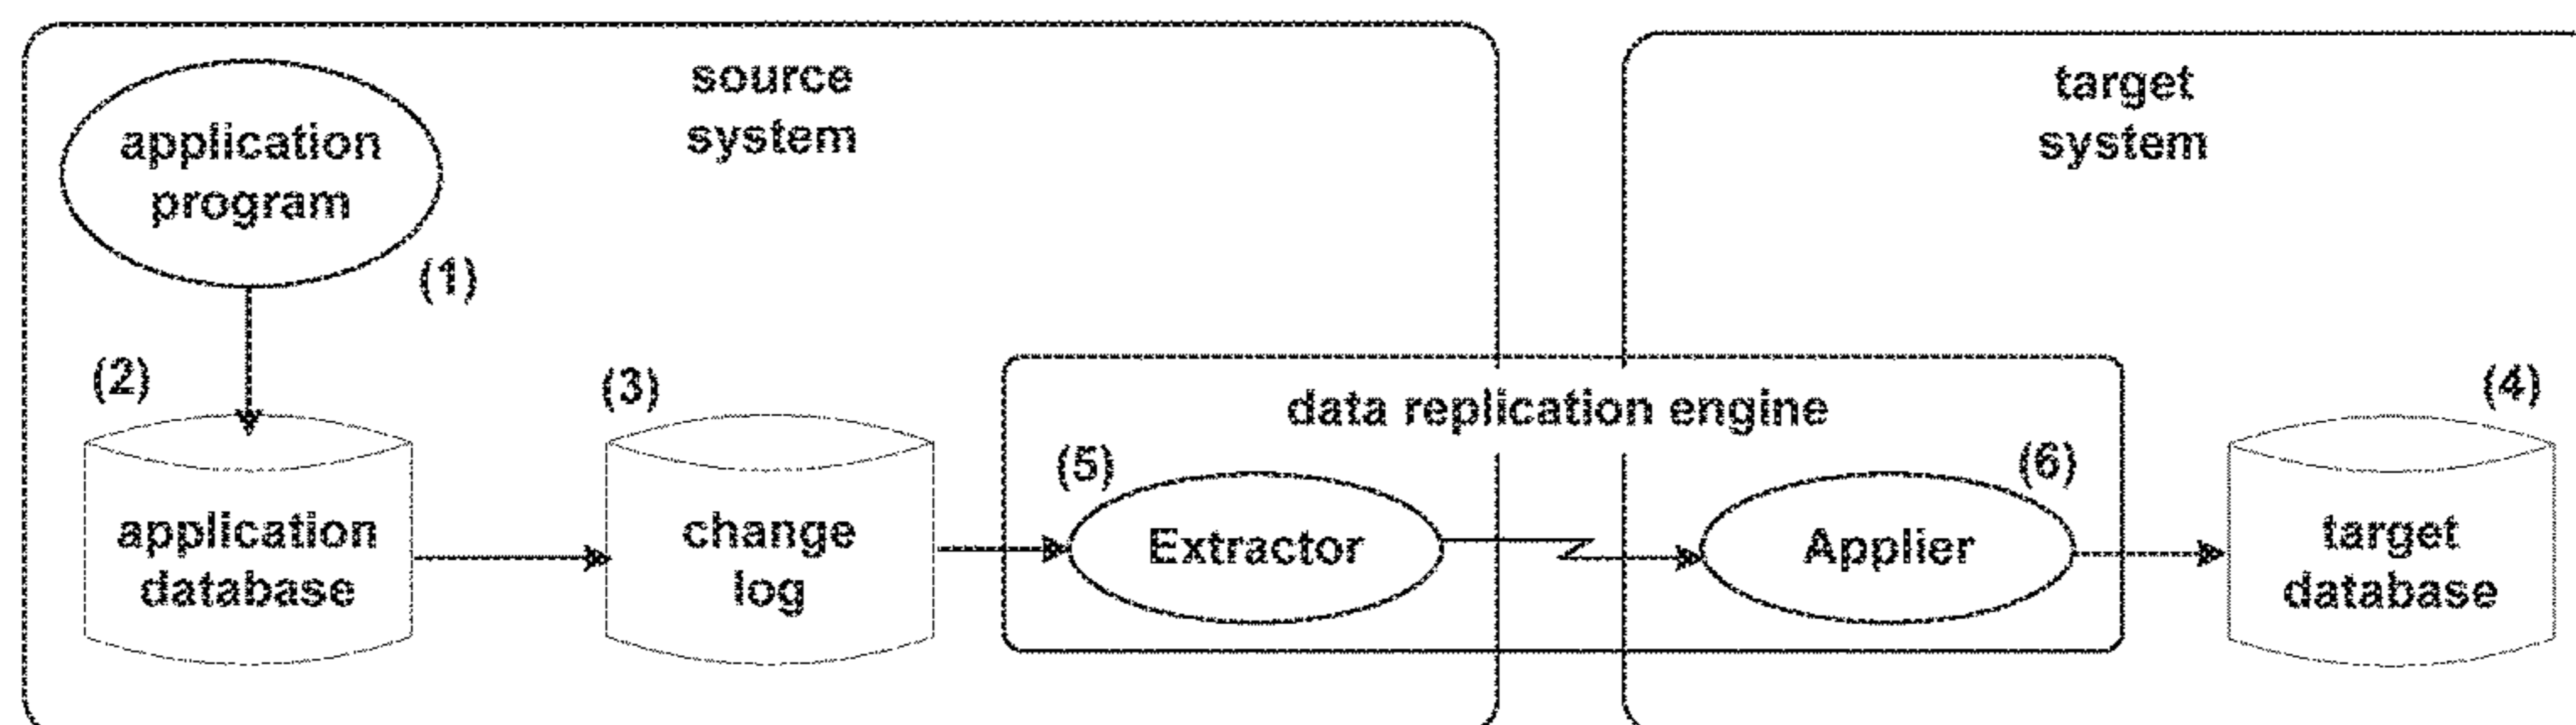 source
system
target
system
application
program
(1)
(2)
(3)
(4)
data replication engine
(5)
(6)
application
database
change
log
Extractor
Applier
target
database